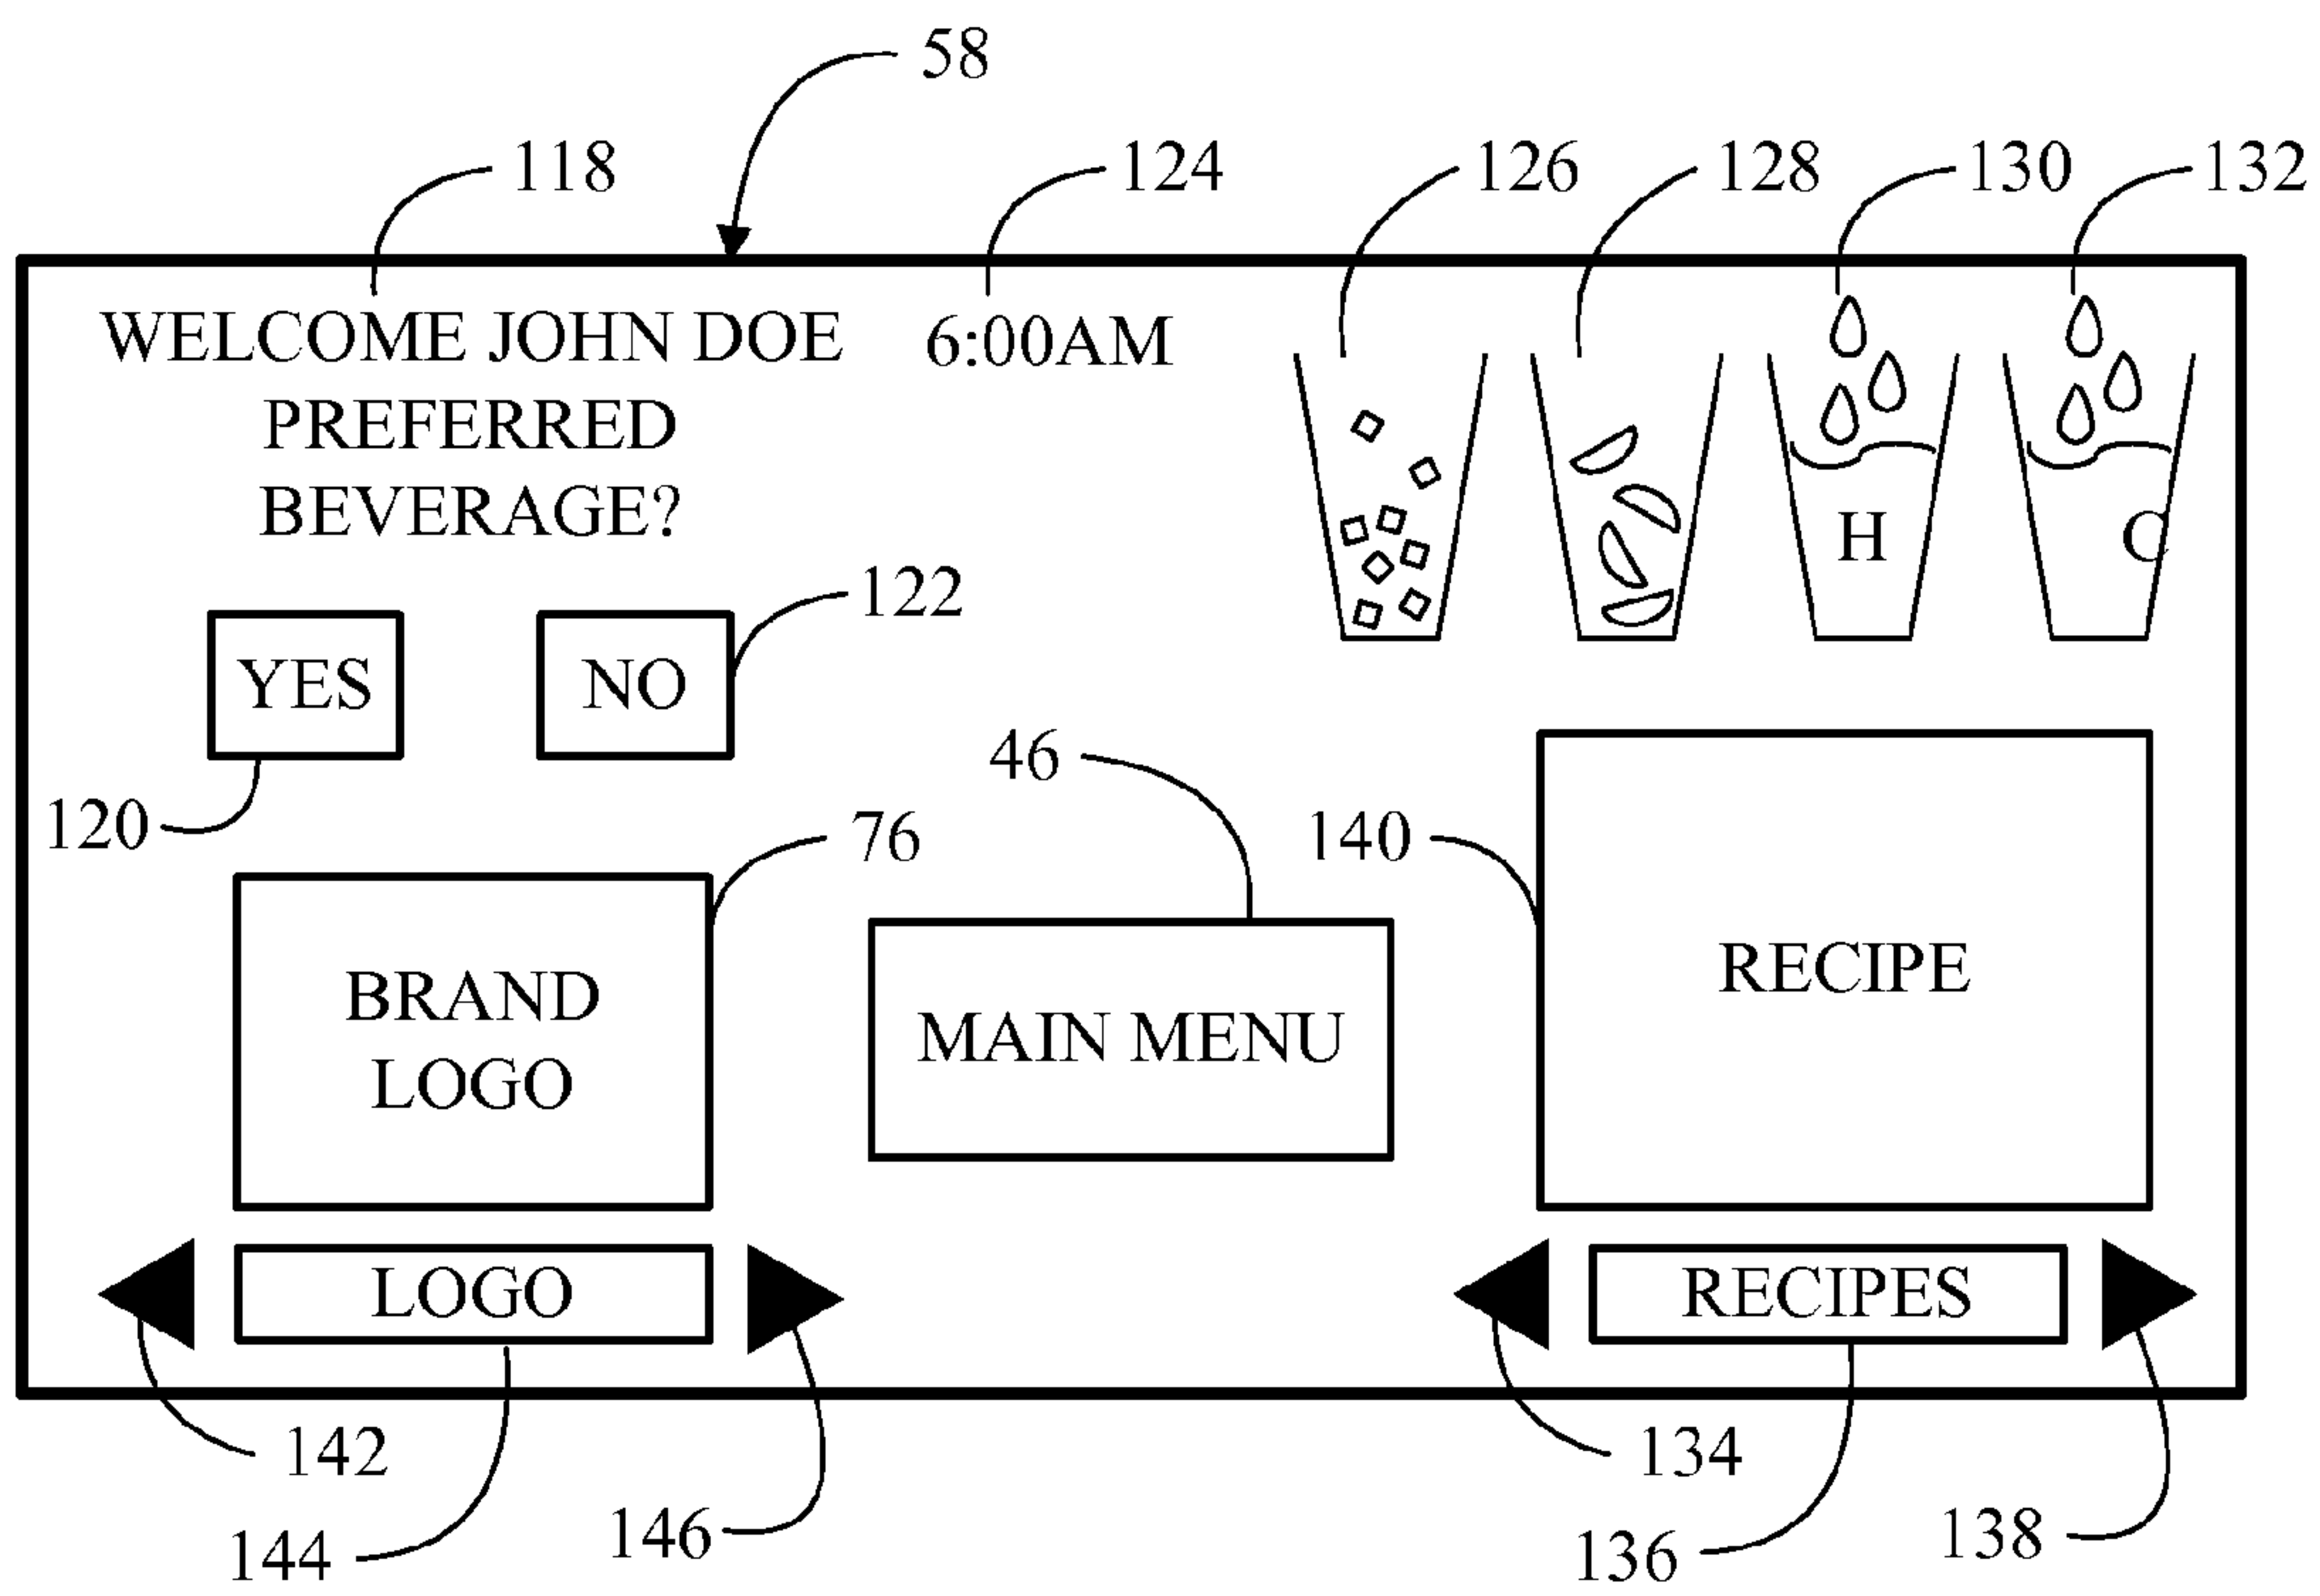 58
118
124
126
128
130
132
WELCOME JOHN DOE
6:00AM
PREFERRED
BEVERAGE?
H
C
122
YES
NO
46
120
76
140
BRAND
LOGO
MAIN MENU
RECIPE
LOGO
RECIPES
142
134
144
146
136
138